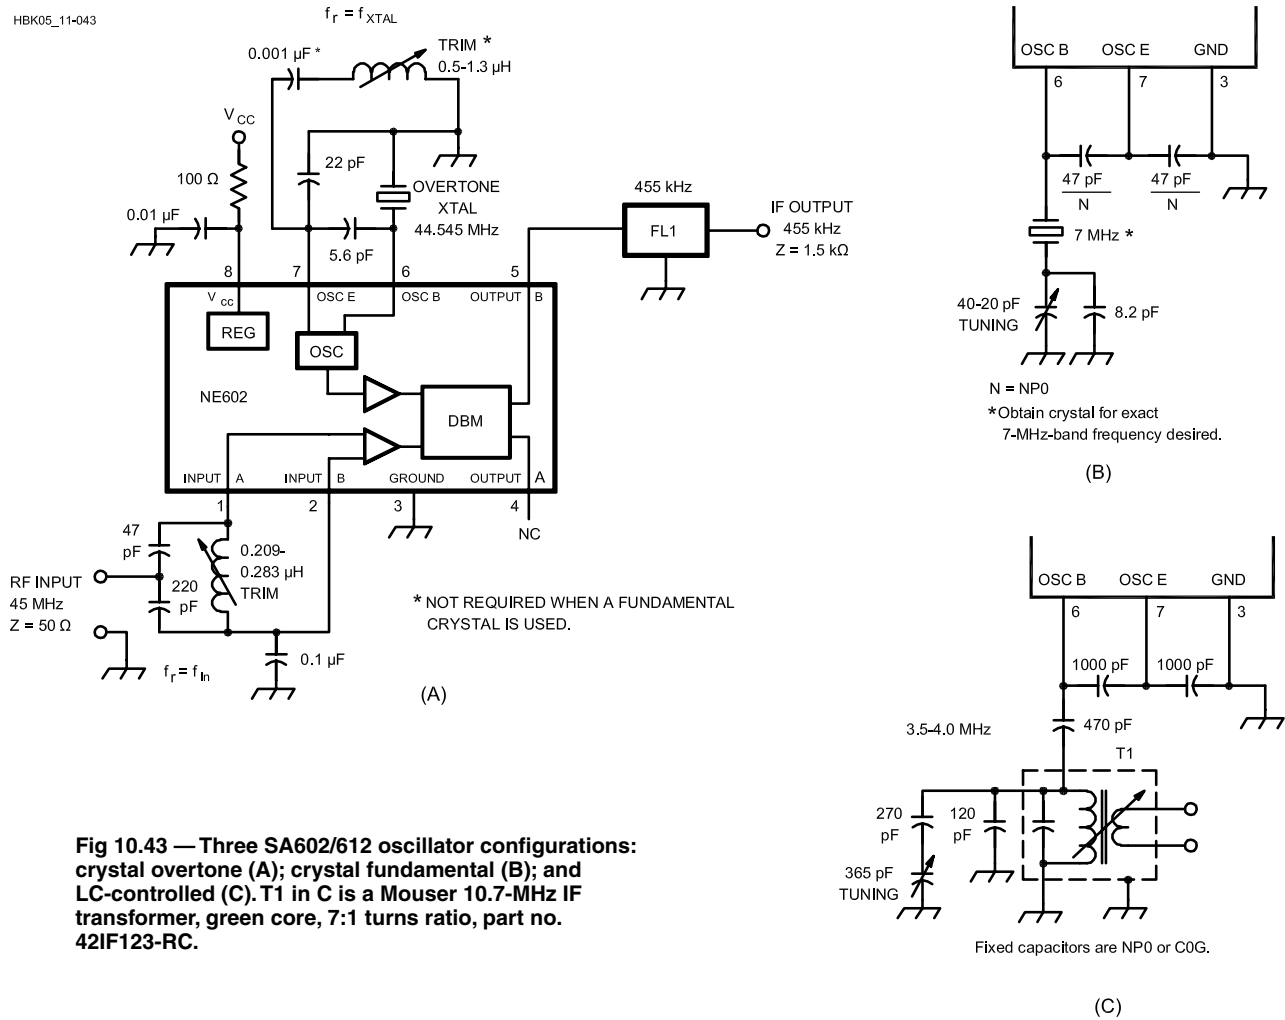 HBK05_11-043
f r = f XTAL
0.001 µF *
TRIM *
0.5-1.3 µH
V CC
100 Ω
0.01 µF
22 pF
5.6 pF
OVERTONE
XTAL
44.545 MHz
455 kHz
FL1
IF OUTPUT
455 kHz
Z = 1.5 kΩ
8
7
6
5
V cc
OSC E
OSC B
OUTPUT
B
REG
OSC
NE602
DBM
INPUT
A
INPUT
B
GROUND
OUTPUT
A
1
2
3
4
NC
47
pF
220
pF
0.209-
0.283 µH
TRIM
RF INPUT
45 MHz
Z = 50 Ω
f r = f In
0.1 µF
* NOT REQUIRED WHEN A FUNDAMENTAL
CRYSTAL IS USED.
(A)
OSC B
OSC E
GND
6
7
3
47 pF
N
47 pF
N
7 MHz *
40-20 pF
TUNING
8.2 pF
N = NP0
*Obtain crystal for exact
7-MHz-band frequency desired.
(B)
OSC B
OSC E
GND
6
7
3
1000 pF
1000 pF
3.5-4.0 MHz
470 pF
T1
270
pF
120
pF
365 pF
TUNING
Fixed capacitors are NP0 or C0G.
(C)
Fig 10.43 — Three SA602/612 oscillator configurations:
crystal overtone (A); crystal fundamental (B); and
LC-controlled (C). T1 in C is a Mouser 10.7-MHz IF
transformer, green core, 7:1 turns ratio, part no.
42IF123-RC.